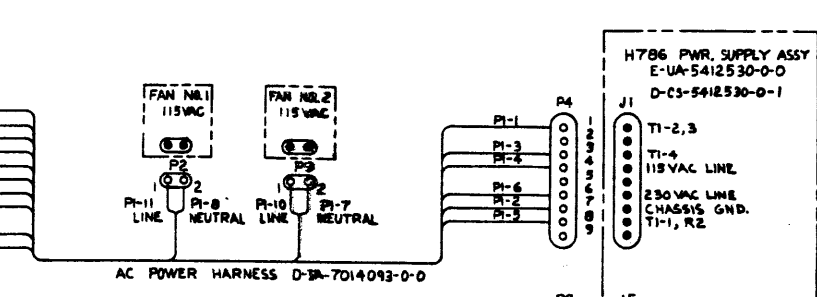 H786 PWR. SUPPLY ASSY
E-UA-5412530-0-0
D-CS-5412530-0-1
FAN NO.1
115VAC
FAN NO.2
115VAC
P4
J1
P1-1
P1-3
P1-4
P1-6
P1-2
P1-5
1
2
3
4
5
6
7
8
9
T1-2,3
T1-4
115 VAC LINE
230 VAC LINE
CHASSIS GND.
T1-1, R2
P2
1 2
P1-11 P1-8
LINE NEUTRAL
P3
1 2
P1-10 P1-7
LINE NEUTRAL
AC POWER HARNESS D-IA-7014093-0-0